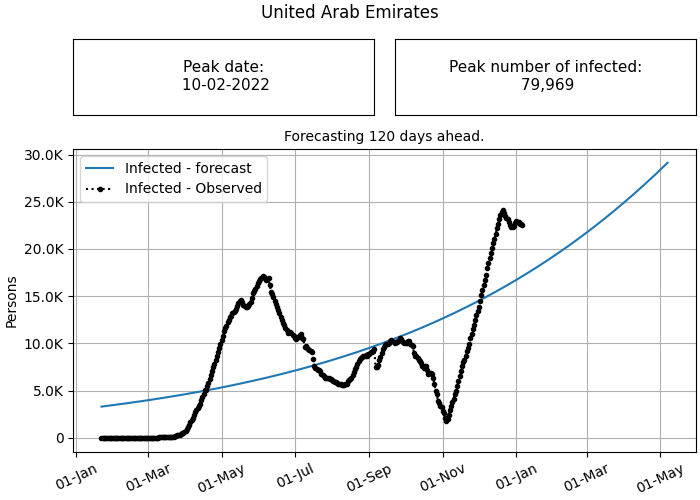 United Arab Emirates
Peak date:
10-02-2022
Peak number of infected:
79,969
Forecasting 120 days ahead.
30.0K
25.0K
20.0K
15.0K
10.0K
5.0K
0
Persons
Infected - forecast
Infected - Observed
01-Jan
01-Mar
01-May
01-Jul
01-Sep
01-Nov
01-Jan
01-Mar
01-May